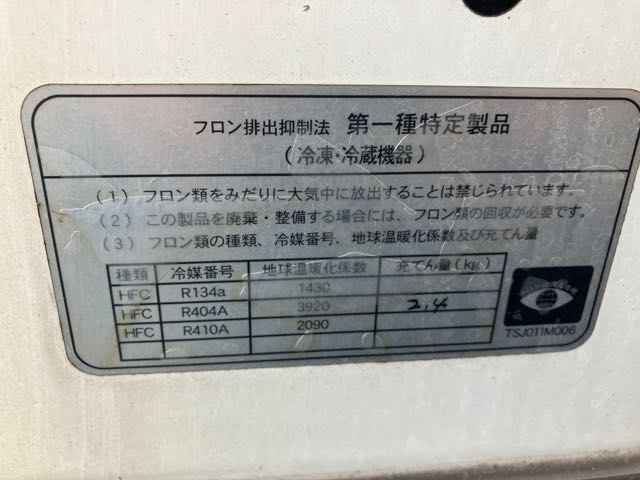 フロン排出抑制法 第一種特定製品
（冷凍・冷蔵機器）
（1）フロン類をみだりに大気中に放出することは禁じられています。
（2）この製品を廃棄・整備する場合には、フロン類の回収が必要です。
（3）フロン類の種類、冷媒番号、地球温暖化係数及び充てん量
種類 冷媒番号 地球温暖化係数 充てん量(kg)
HFC R134a 1430
HFC R404A 3920 2,4
HFC R410A 2090
TSJ011M006